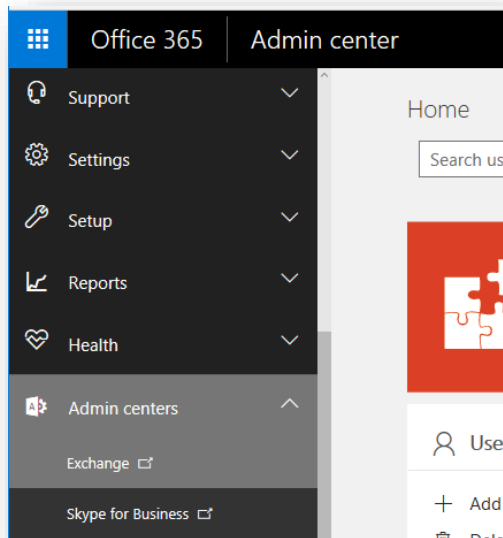 Office 365 Admin center
Support
Settings
Setup
Reports
Health
Admin centers
Exchange
Skype for Business
Home
Search us
Use
Add